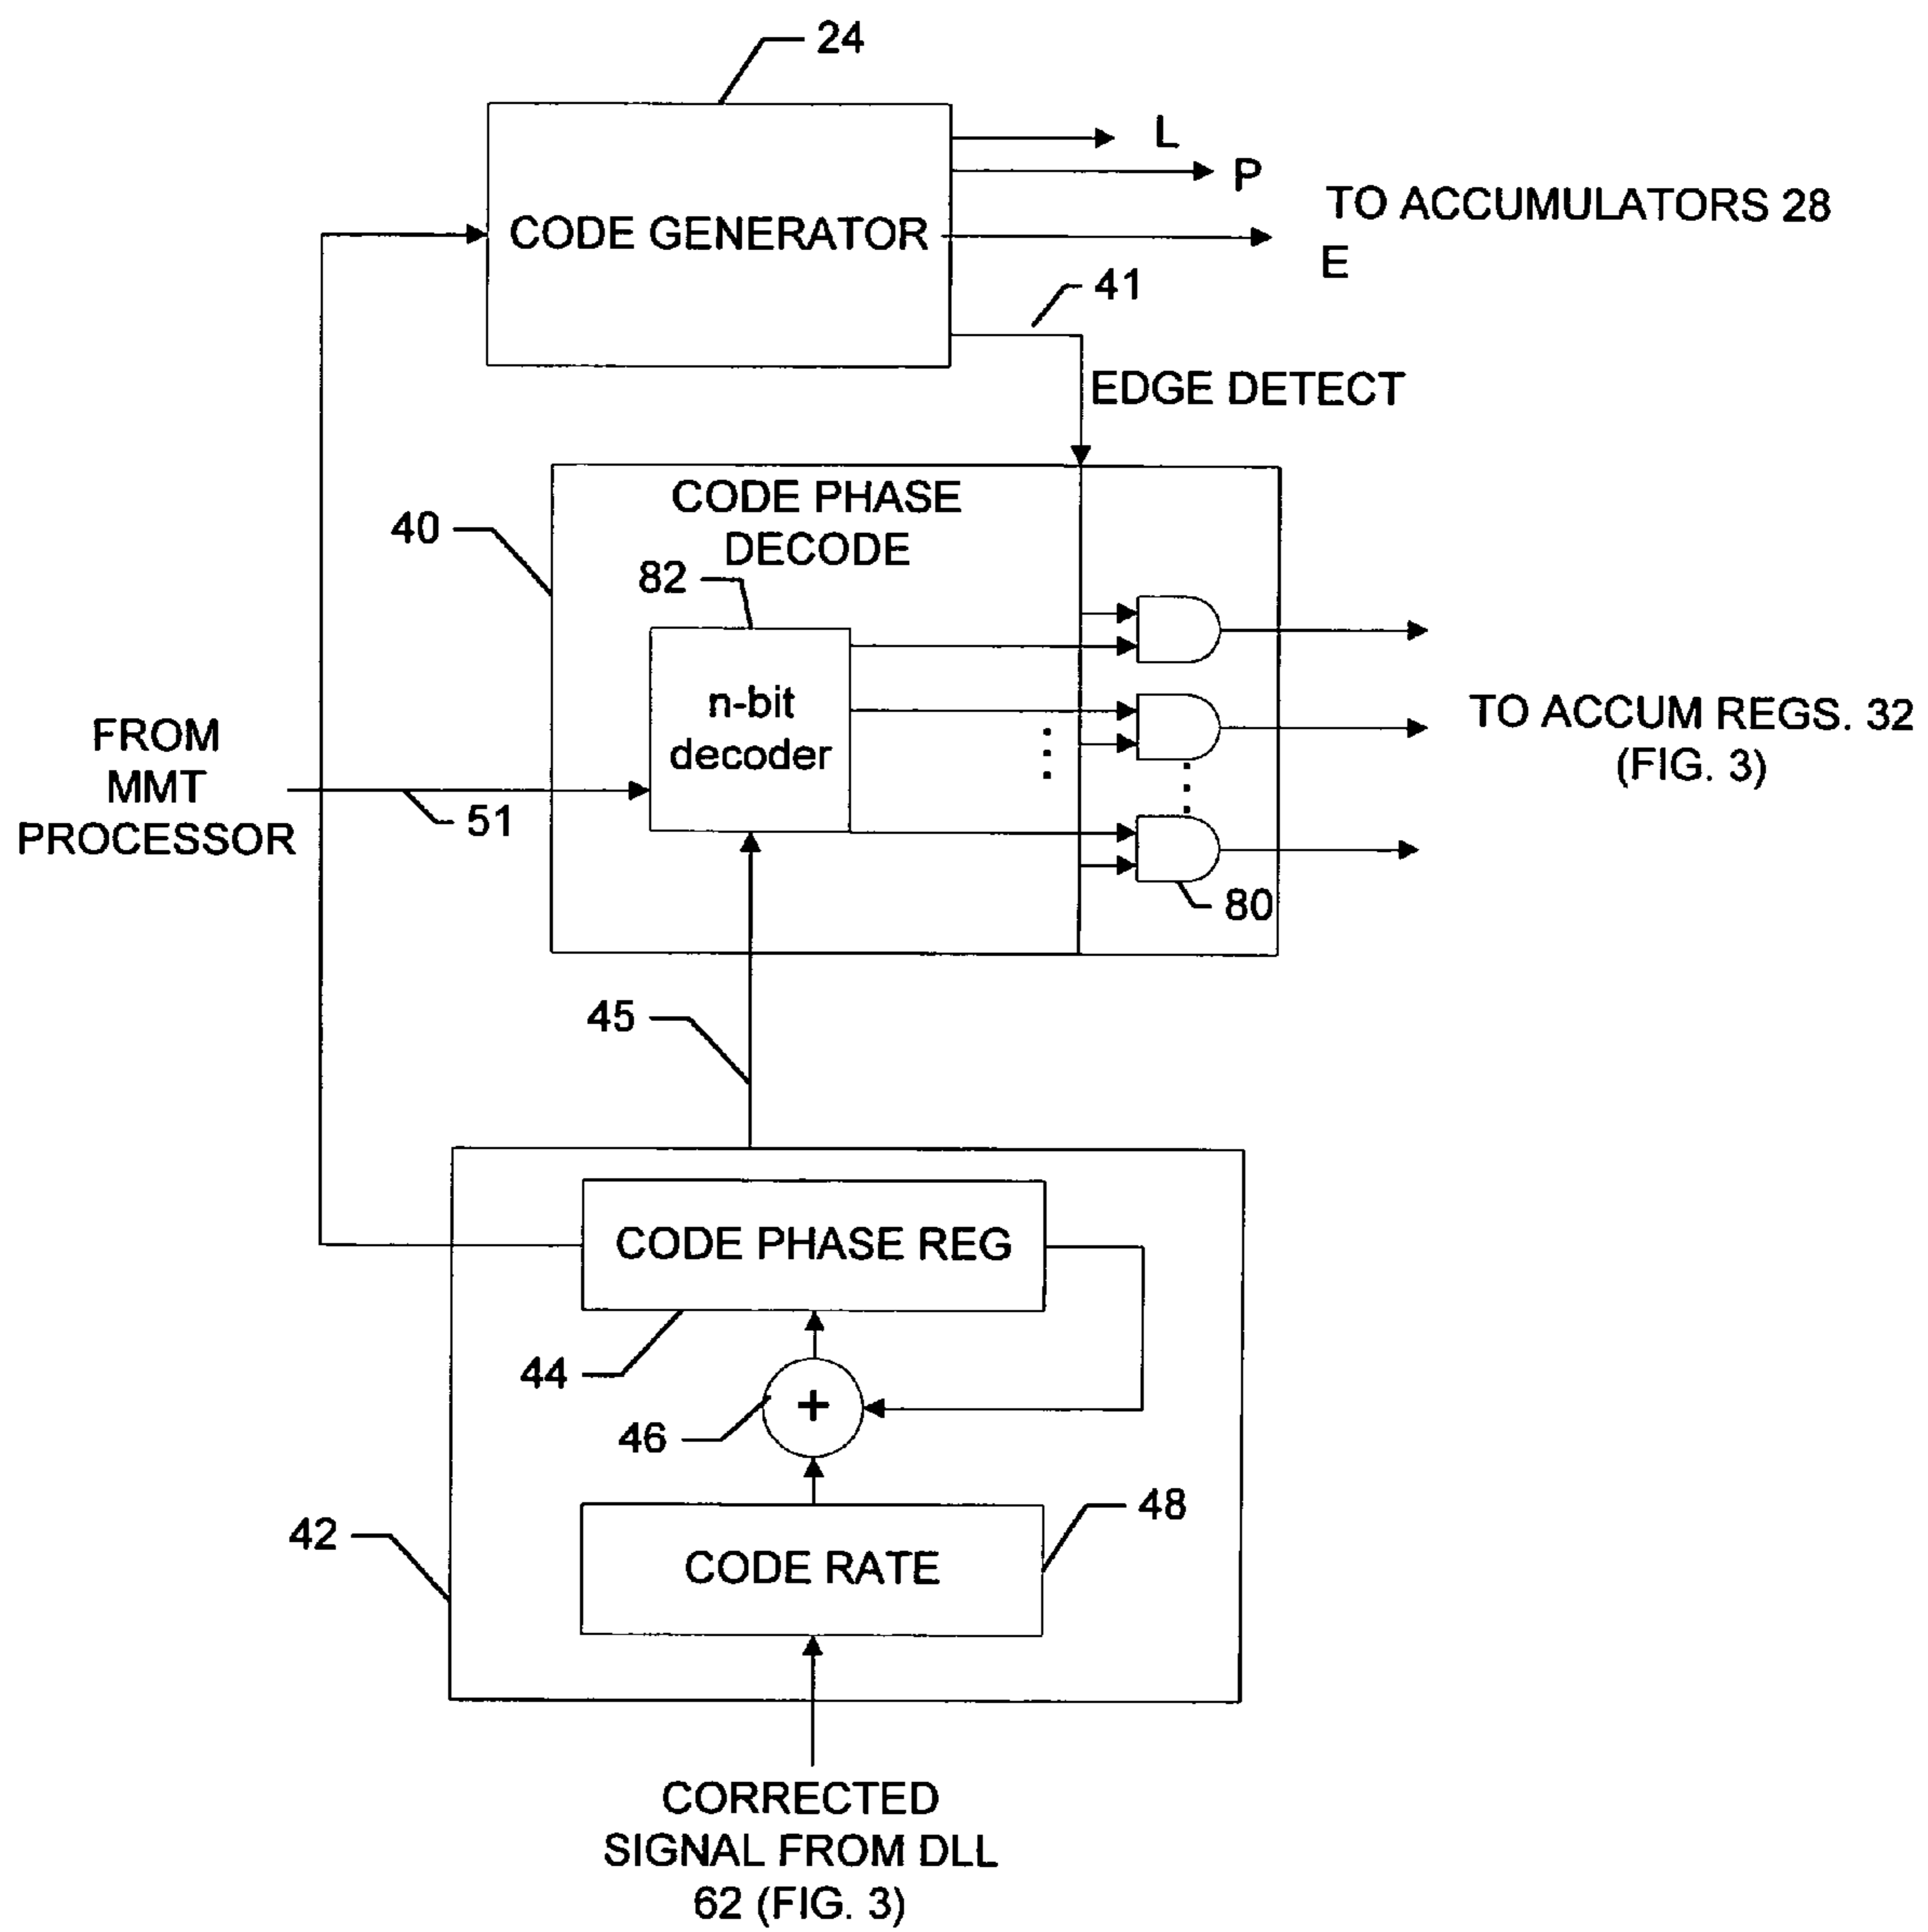 24
L
P
TO ACCUMULATORS 28
CODE GENERATOR
E
41
EDGE DETECT
CODE PHASE
DECODE
40
82
n-bit
decoder
FROM
MMT
PROCESSOR
51
TO ACCUM REGS. 32
(FIG. 3)
80
45
CODE PHASE REG
44
+
46
48
42
CODE RATE
CORRECTED
SIGNAL FROM DLL
62 (FIG. 3)